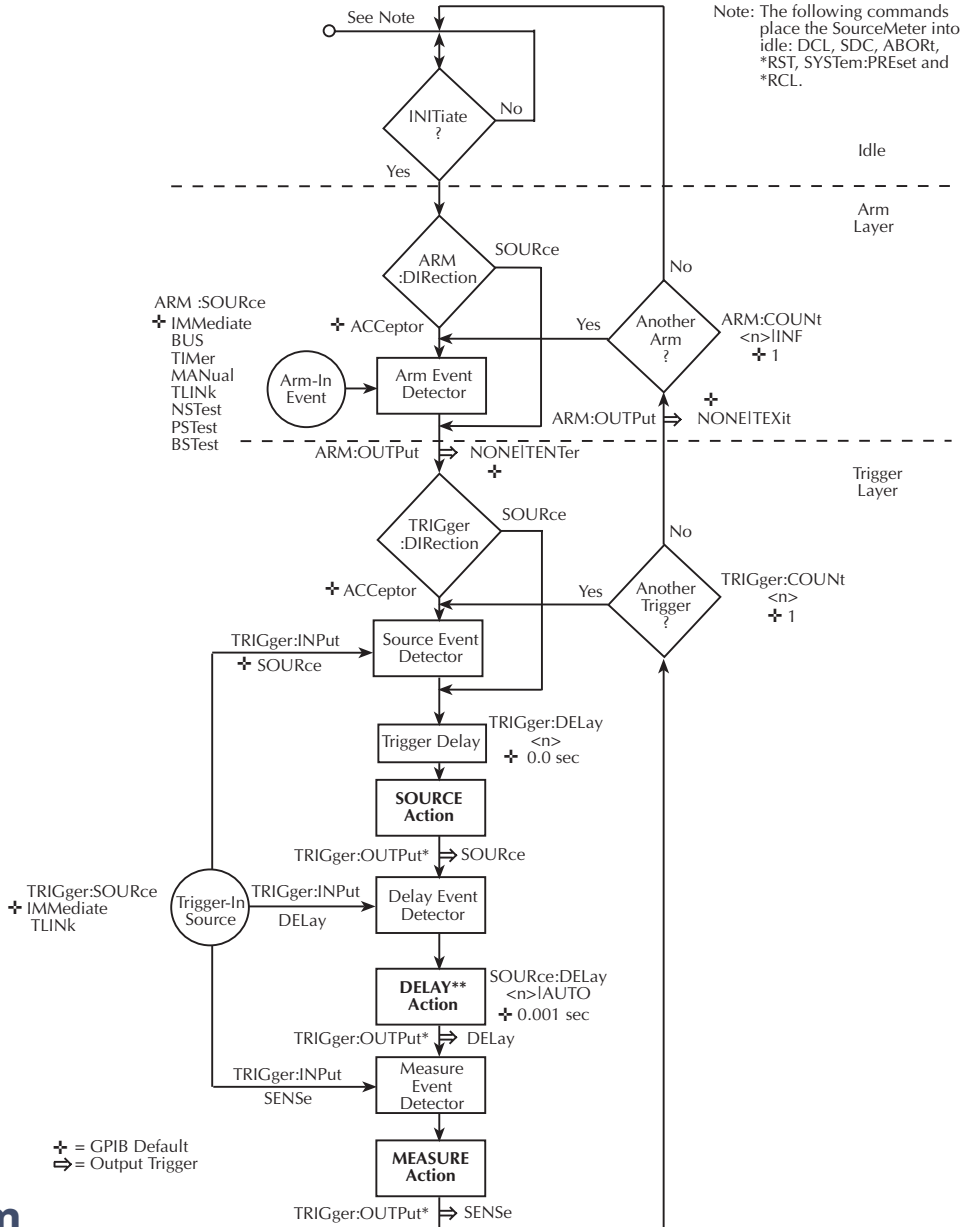 See Note
Note: The following commands
place the SourceMeter into
idle: DCL, SDC, ABORt,
*RST, SYSTem:PREset and
*RCL.
INITiate
?
No
Yes
Idle
Arm
Layer
ARM
:DIRection
SOURce
No
ARM :SOURce
IMMediate
BUS
TIMer
MANual
TLINk
NSTest
PSTest
BSTest
ACCeptor
Yes
Another
Arm
?
ARM:COUNt
<n>|INF
1
Arm-In
Event
Arm Event
Detector
ARM:OUTPut
NONE|TEXit
ARM:OUTPut
NONE|TENTer
Trigger
Layer
TRIGger
:DIRection
SOURce
No
ACCeptor
Yes
Another
Trigger
?
TRIGger:COUNt
<n>
1
TRIGger:INPut
SOURce
Source Event
Detector
Trigger Delay
TRIGger:DELay
<n>
0.0 sec
SOURCE
Action
TRIGger:OUTPut*
SOURce
TRIGger:SOURce
IMMediate
TLINk
Trigger-In
Source
TRIGger:INPut
DELay
Delay Event
Detector
DELAY**
Action
SOURce:DELay
<n>|AUTO
0.001 sec
TRIGger:OUTPut*
DELay
TRIGger:INPut
SENSe
Measure
Event
Detector
= GPIB Default
= Output Trigger
MEASURE
Action
TRIGger:OUTPut*
SENSe